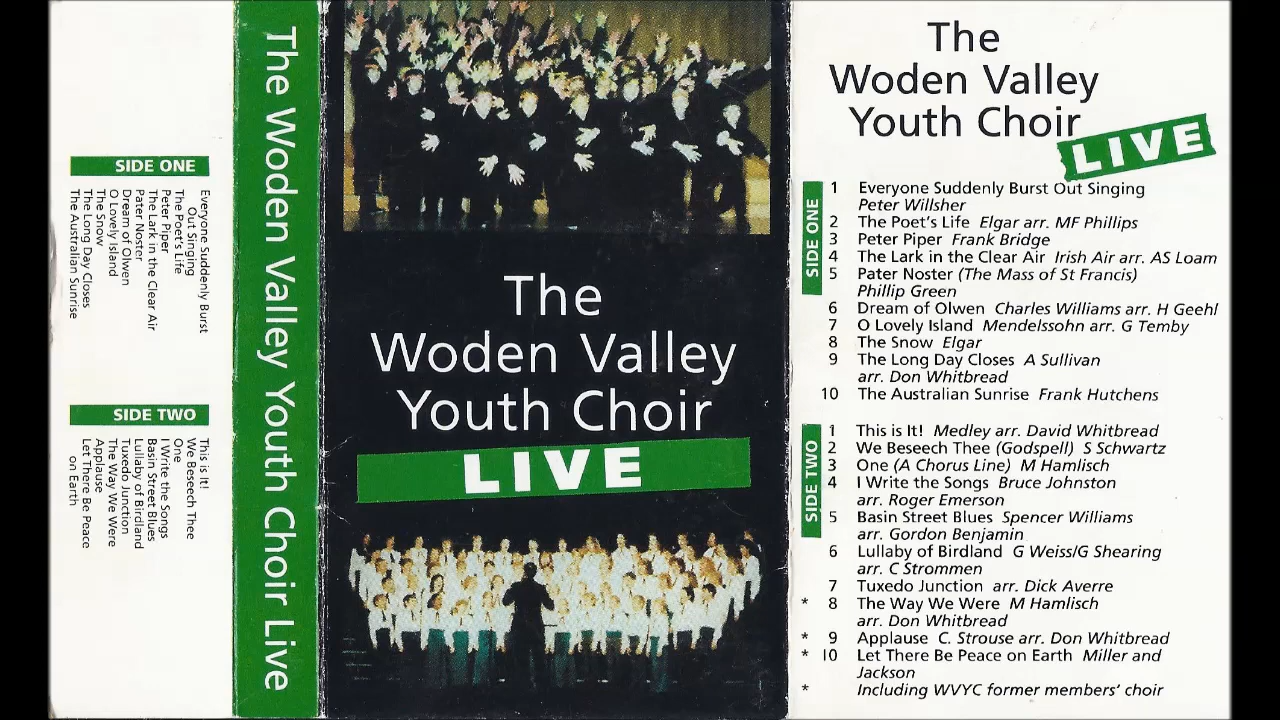 SIDE ONE
Everyone Suddenly Burst
Out Singing
The Poet's Life
Peter Piper
The Lark in the Clear Air
Pater Noster
Dream of Olwen
O Lovely Island
The Snow
The Long Day Closes
The Australian Sunrise
SIDE TWO
This is It!
We Beseech Thee
One
I Write the Songs
Basin Street Blues
Lullaby of Birdland
Tuxedo Junction
The Way We Were
Applause
Let There Be Peace
on Earth
The Woden Valley Youth Choir Live
The
Woden Valley
Youth Choir
LIVE
The
Woden Valley
Youth Choir
LIVE
SIDE ONE
1 Everyone Suddenly Burst Out Singing
Peter Willsher
2 The Poet's Life Elgar arr. MF Phillips
3 Peter Piper Frank Bridge
4 The Lark in the Clear Air Irish Air arr. AS Loam
5 Pater Noster (The Mass of St Francis)
Phillip Green
6 Dream of Olwen Charles Williams arr. H Geehl
7 O Lovely Island Mendelssohn arr. G Temby
8 The Snow Elgar
9 The Long Day Closes A Sullivan
arr. Don Whitbread
10 The Australian Sunrise Frank Hutchens
SIDE TWO
1 This is It! Medley arr. David Whitbread
2 We Beseech Thee (Godspell) S Schwartz
3 One (A Chorus Line) M Hamlisch
4 I Write the Songs Bruce Johnston
arr. Roger Emerson
5 Basin Street Blues Spencer Williams
arr. Gordon Benjamin
6 Lullaby of Birdland G Weiss/G Shearing
arr. C Strommen
7 Tuxedo Junction arr. Dick Averre
* 8 The Way We Were M Hamlisch
arr. Don Whitbread
* 9 Applause C. Strouse arr. Don Whitbread
* 10 Let There Be Peace on Earth Miller and
Jackson
* Including WVYC former members' choir